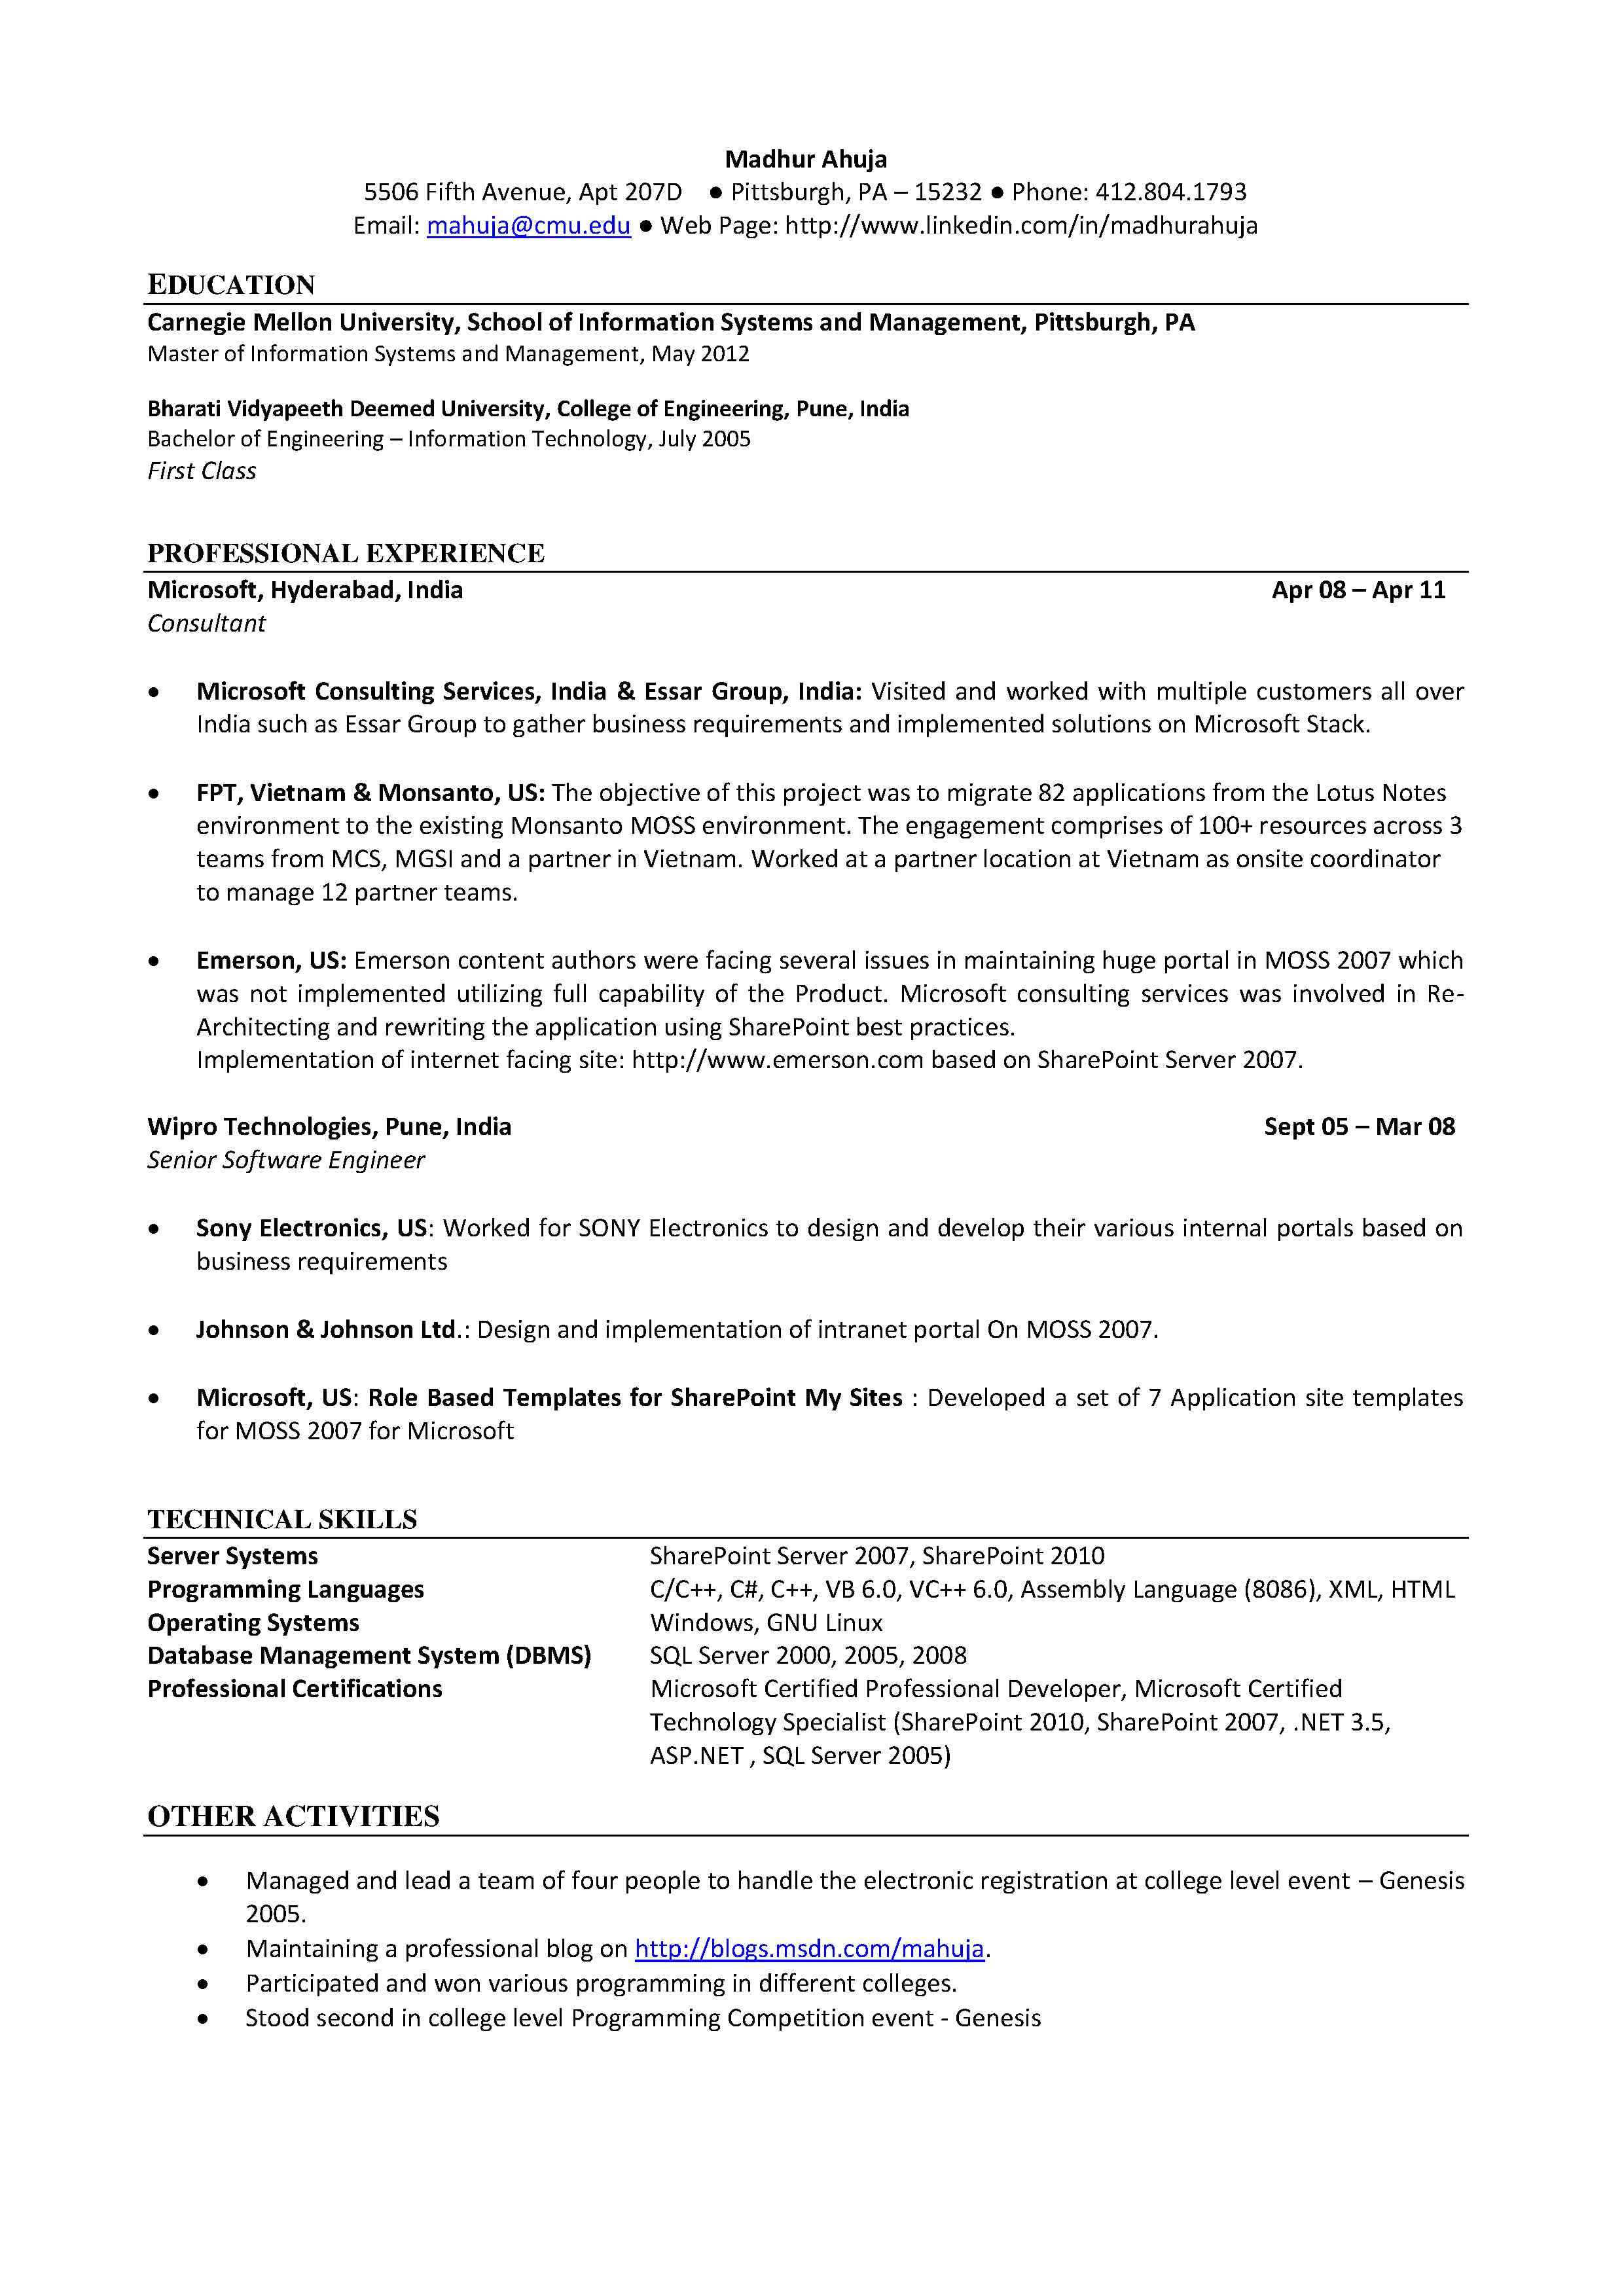 Madhur Ahuja
5506 Fifth Avenue, Apt 207D ● Pittsburgh, PA – 15232 ● Phone: 412.804.1793
Email: mahuja@cmu.edu ● Web Page: http://www.linkedin.com/in/madhurahuja
EDUCATION
Carnegie Mellon University, School of Information Systems and Management, Pittsburgh, PA
Master of Information Systems and Management, May 2012
Bharati Vidyapeeth Deemed University, College of Engineering, Pune, India
Bachelor of Engineering – Information Technology, July 2005
First Class
PROFESSIONAL EXPERIENCE
Microsoft, Hyderabad, India Apr 08 – Apr 11
Consultant
• Microsoft Consulting Services, India & Essar Group, India: Visited and worked with multiple customers all over
India such as Essar Group to gather business requirements and implemented solutions on Microsoft Stack.
• FPT, Vietnam & Monsanto, US: The objective of this project was to migrate 82 applications from the Lotus Notes
environment to the existing Monsanto MOSS environment. The engagement comprises of 100+ resources across 3
teams from MCS, MGSI and a partner in Vietnam. Worked at a partner location at Vietnam as onsite coordinator
to manage 12 partner teams.
• Emerson, US: Emerson content authors were facing several issues in maintaining huge portal in MOSS 2007 which
was not implemented utilizing full capability of the Product. Microsoft consulting services was involved in Re-
Architecting and rewriting the application using SharePoint best practices.
Implementation of internet facing site: http://www.emerson.com based on SharePoint Server 2007.
Wipro Technologies, Pune, India Sept 05 – Mar 08
Senior Software Engineer
• Sony Electronics, US: Worked for SONY Electronics to design and develop their various internal portals based on
business requirements
• Johnson & Johnson Ltd.: Design and implementation of intranet portal On MOSS 2007.
• Microsoft, US: Role Based Templates for SharePoint My Sites : Developed a set of 7 Application site templates
for MOSS 2007 for Microsoft
TECHNICAL SKILLS
Server Systems SharePoint Server 2007, SharePoint 2010
Programming Languages C/C++, C#, C++, VB 6.0, VC++ 6.0, Assembly Language (8086), XML, HTML
Operating Systems Windows, GNU Linux
Database Management System (DBMS) SQL Server 2000, 2005, 2008
Professional Certifications Microsoft Certified Professional Developer, Microsoft Certified
Technology Specialist (SharePoint 2010, SharePoint 2007, .NET 3.5,
ASP.NET , SQL Server 2005)
OTHER ACTIVITIES
• Managed and lead a team of four people to handle the electronic registration at college level event – Genesis
2005.
• Maintaining a professional blog on http://blogs.msdn.com/mahuja.
• Participated and won various programming in different colleges.
• Stood second in college level Programming Competition event - Genesis